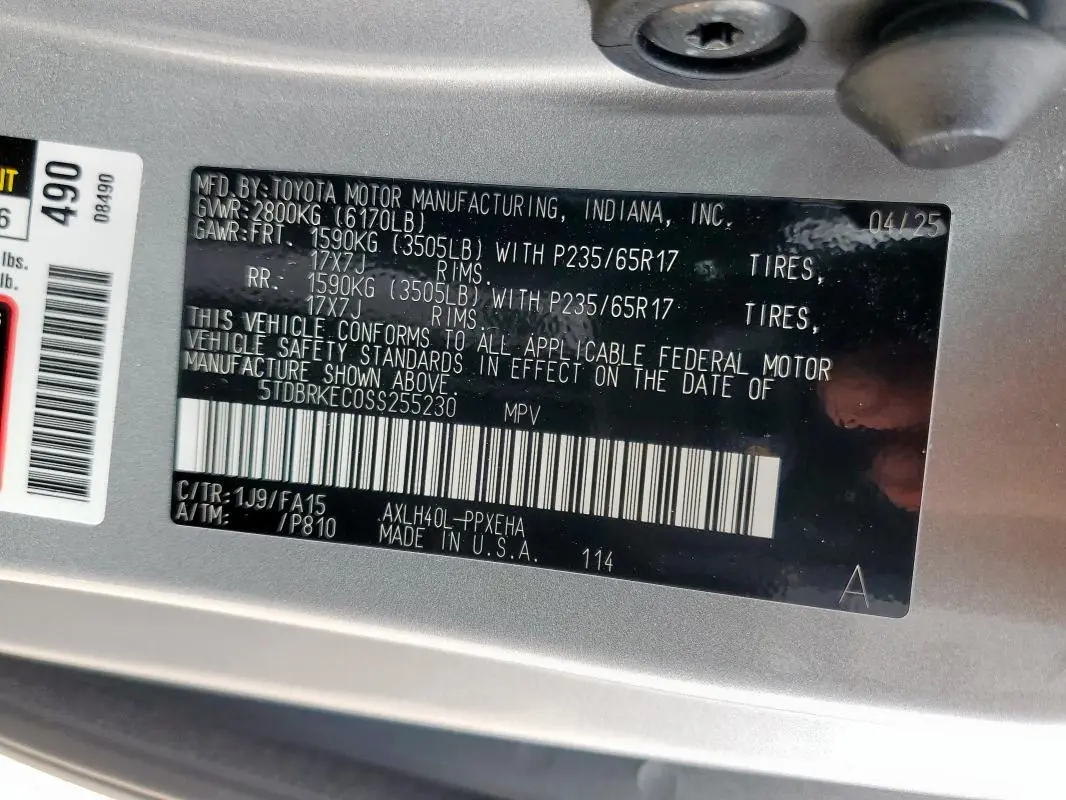 IT
6
lbs.
lb.
490
08490
MFD.BY:TOYOTA MOTOR MANUFACTURING, INDIANA, INC. 04/25
GVWR:2800KG (6170LB)
GAWR:FRT. 1590KG (3505LB) WITH P235/65R17 TIRES,
17X7J RIMS.
RR. 1590KG (3505LB) WITH P235/65R17 TIRES,
17X7J RIMS.
THIS VEHICLE CONFORMS TO ALL APPLICABLE FEDERAL MOTOR
VEHICLE SAFETY STANDARDS IN EFFECT ON THE DATE OF
MANUFACTURE SHOWN ABOVE.
5TDBRKEC0SS255230 MPV
C/TR:1J9/FA15 AXLH40L-PPXEHA
A/TM: /P810 MADE IN U.S.A. 114
A